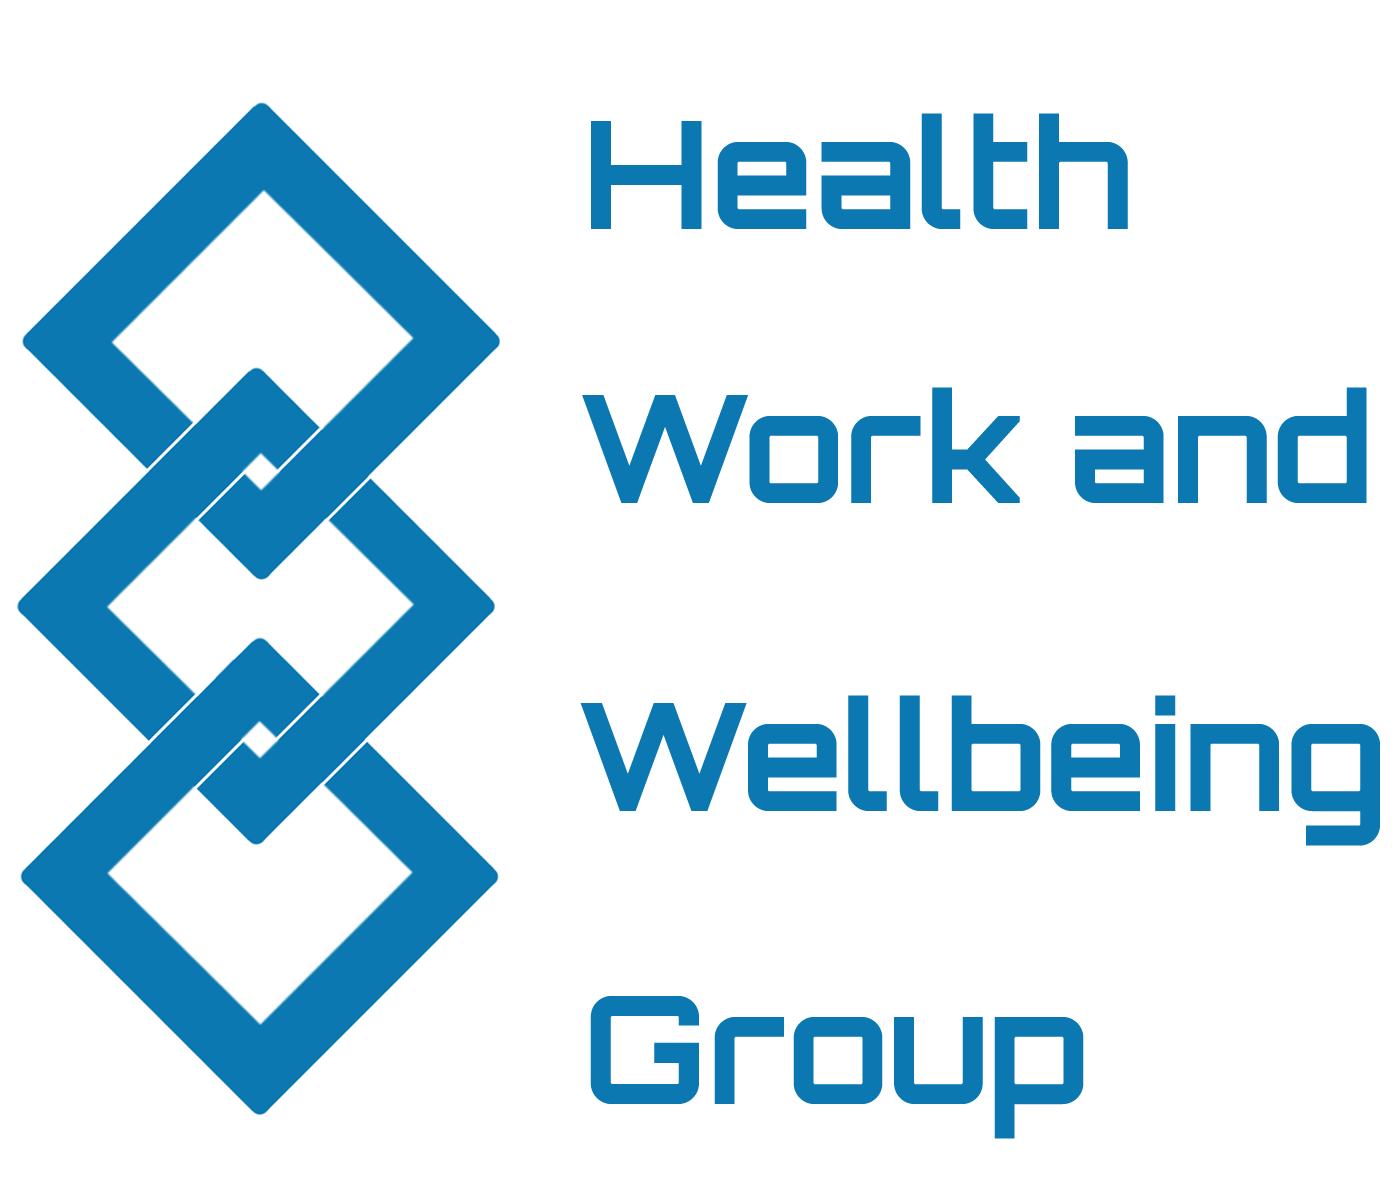 Health
Work and
Wellbeing
Group